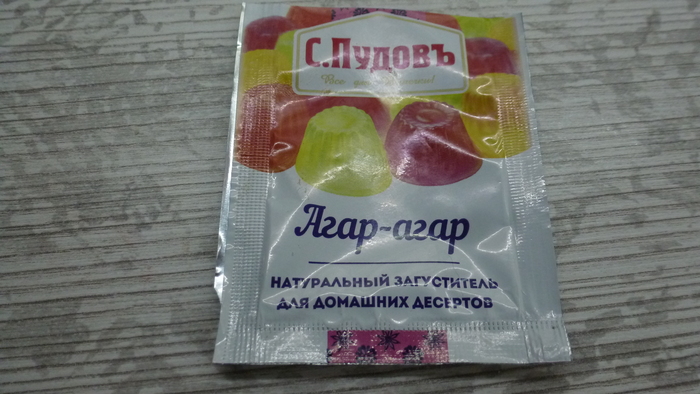 С.Пудовъ
Агар-агар
НАТУРАЛЬНЫЙ ЗАГУСТИТЕЛЬ
ДЛЯ ДОМАШНИХ ДЕСЕРТОВ